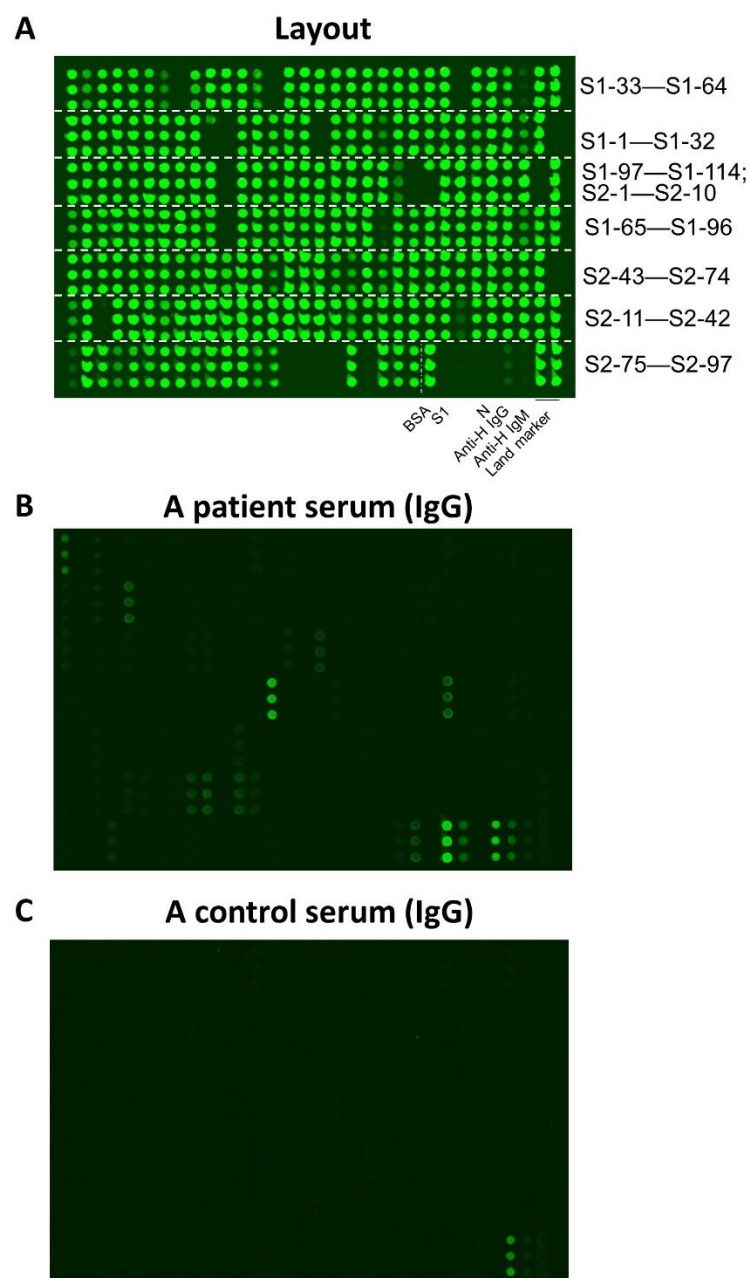 A
Layout
S1-33—S1-64
S1-1—S1-32
S1-97—S1-114;
S2-1—S2-10
S1-65—S1-96
S2-43—S2-74
S2-11—S2-42
S2-75—S2-97
BSA
S1
N
Anti-H IgG
Anti-H IgM
Land marker
B
A patient serum (IgG)
C
A control serum (IgG)